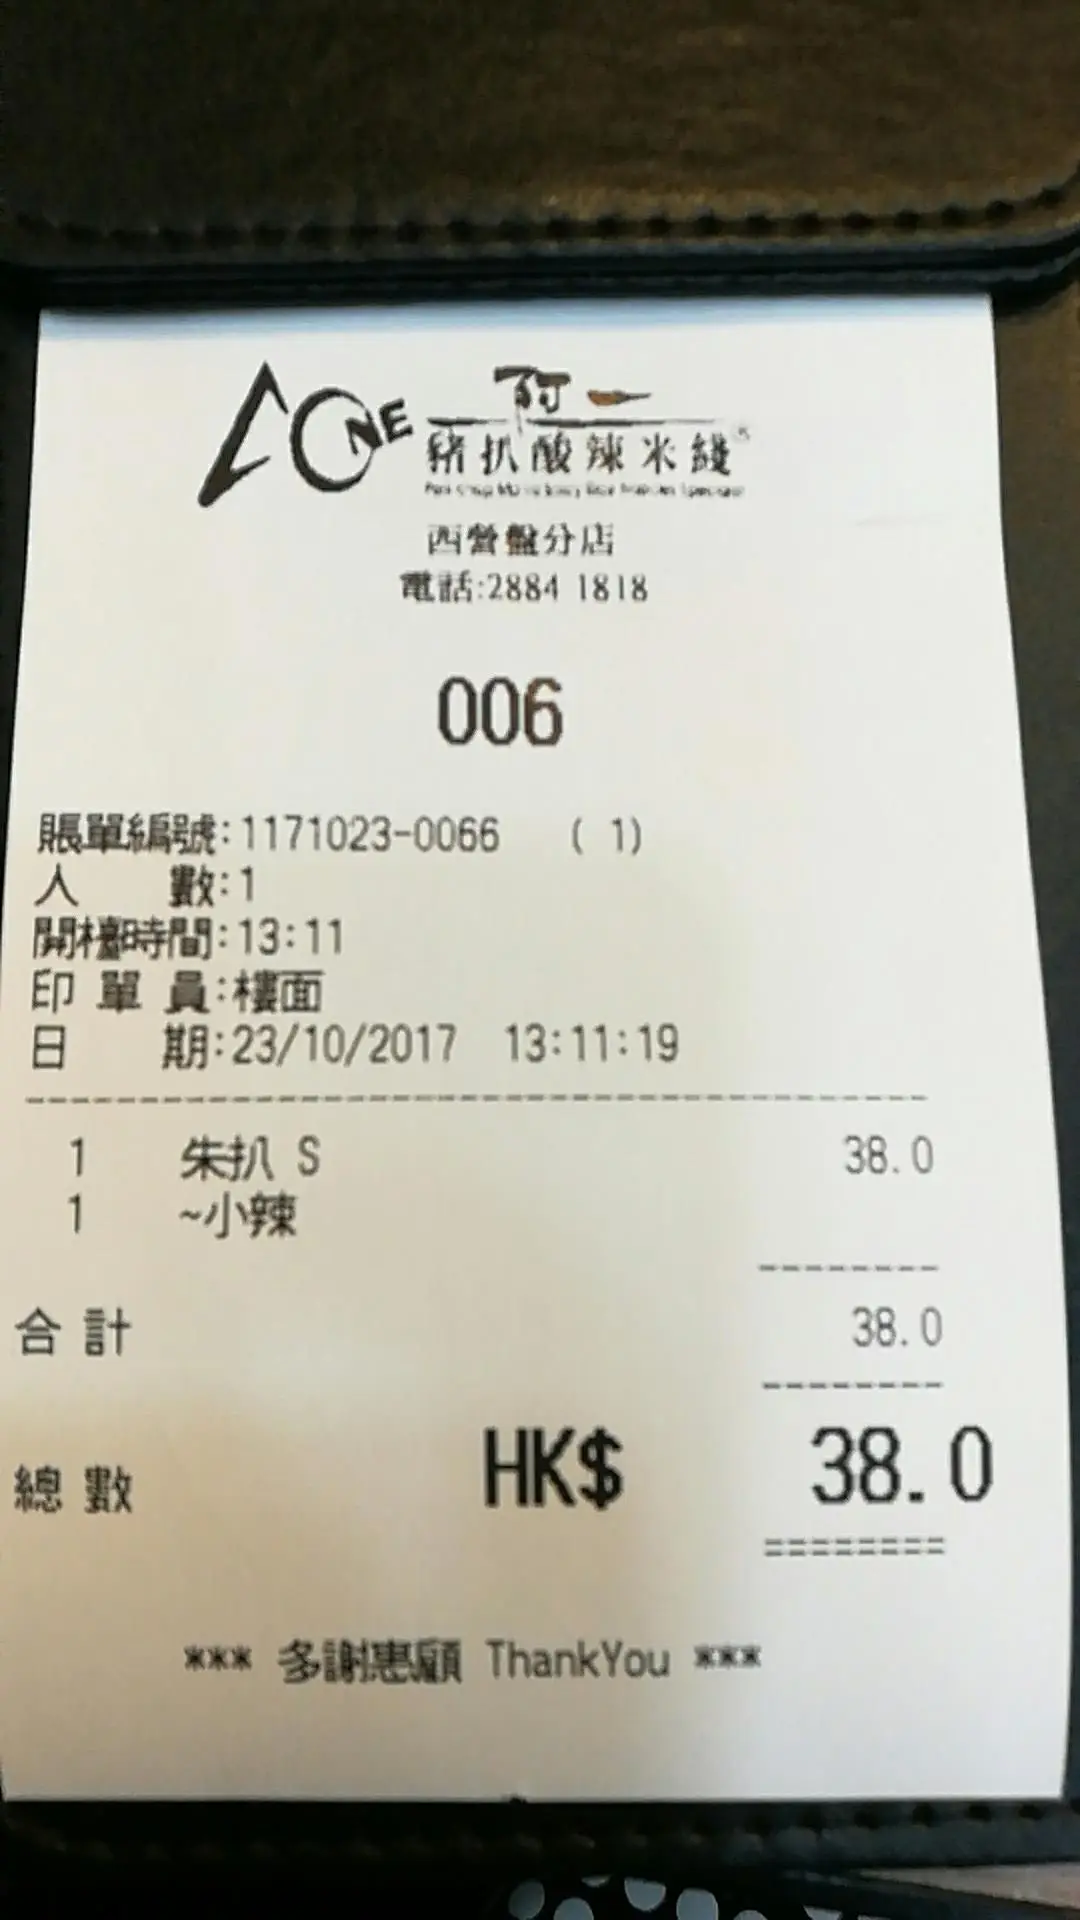 A ONE 阿一
豬扒酸辣米綫
西營盤分店
電話:2884 1818
006
賬單編號:1171023-0066 ( 1)
人 數:1
開檯時間:13:11
印 單 員:樓面
日 期:23/10/2017 13:11:19
1 朱扒 S 38.0
1 ~小辣
合 計 38.0
總 數 HK$ 38.0
*** 多謝惠顧 ThankYou ***